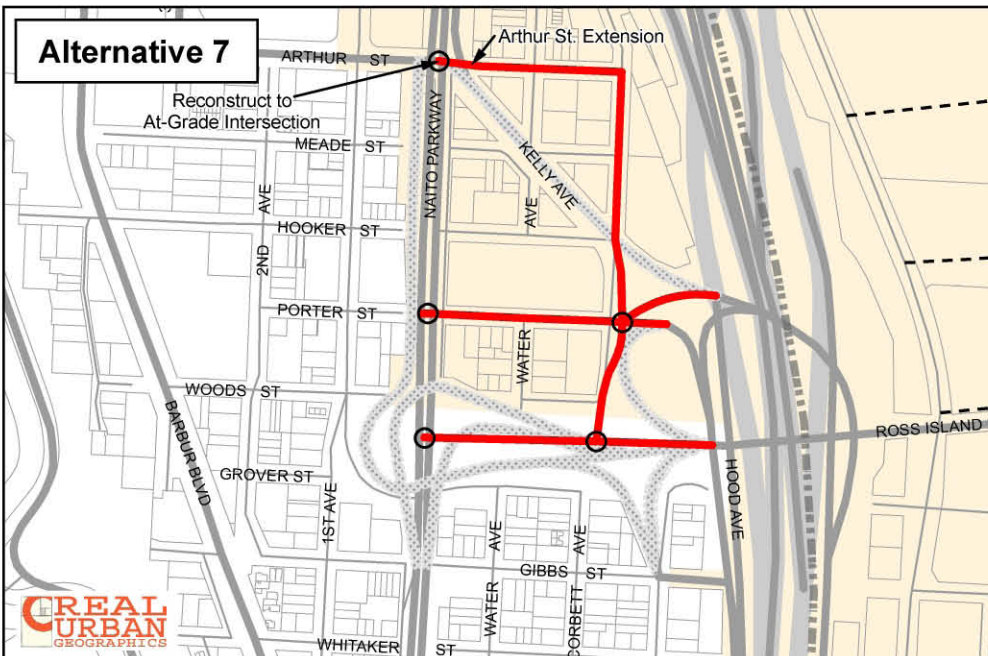 Alternative 7
ARTHUR ST
Arthur St. Extension
Reconstruct to
At-Grade Intersection
MEADE ST
NAITO PARKWAY
KELLY AVE
AVE
2ND
HOOKER ST
AVE
PORTER ST
WATER
WOODS ST
BARBUR BLVD
ROSS ISLAND
GROVER ST
1ST AVE
HOOD AVE
WATER AVE
CORBETT AVE
GIBBS ST
WHITAKER ST
CREAL
URBAN
GEOGRAPHICS